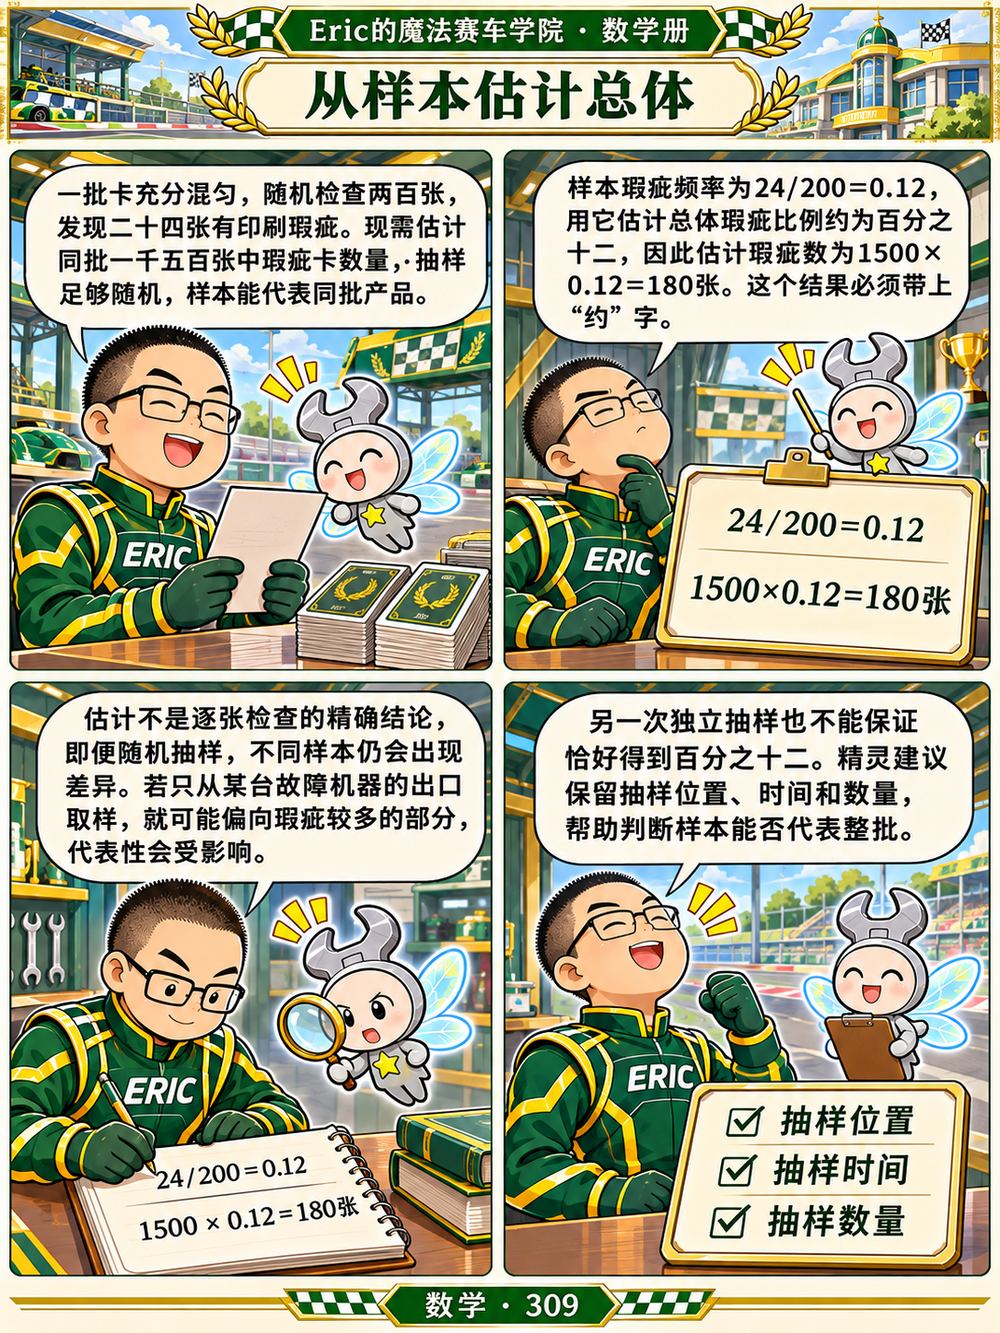 Eric的魔法赛车学院 · 数学册
从样本估计总体
一批卡充分混匀，随机检查两百张，
发现二十四张有印刷瑕疵。现需估计
同批一千五百张中瑕疵卡数量，·抽样
足够随机，样本能代表同批产品。
ERIC
样本瑕疵频率为24/200＝0.12，
用它估计总体瑕疵比例约为百分之
十二，因此估计瑕疵数为1500×
0.12＝180张。这个结果必须带上
“约”字。
ERIC
24/200=0.12
1500×0.12=180张
估计不是逐张检查的精确结论，
即便随机抽样，不同样本仍会出现
差异。若只从某台故障机器的出口
取样，就可能偏向瑕疵较多的部分，
代表性会受影响。
ERIC
24/200=0.12
1500 × 0.12=180张
另一次独立抽样也不能保证
恰好得到百分之十二。精灵建议
保留抽样位置、时间和数量，
帮助判断样本能否代表整批。
ERIC
抽样位置
抽样时间
抽样数量
数学 · 309